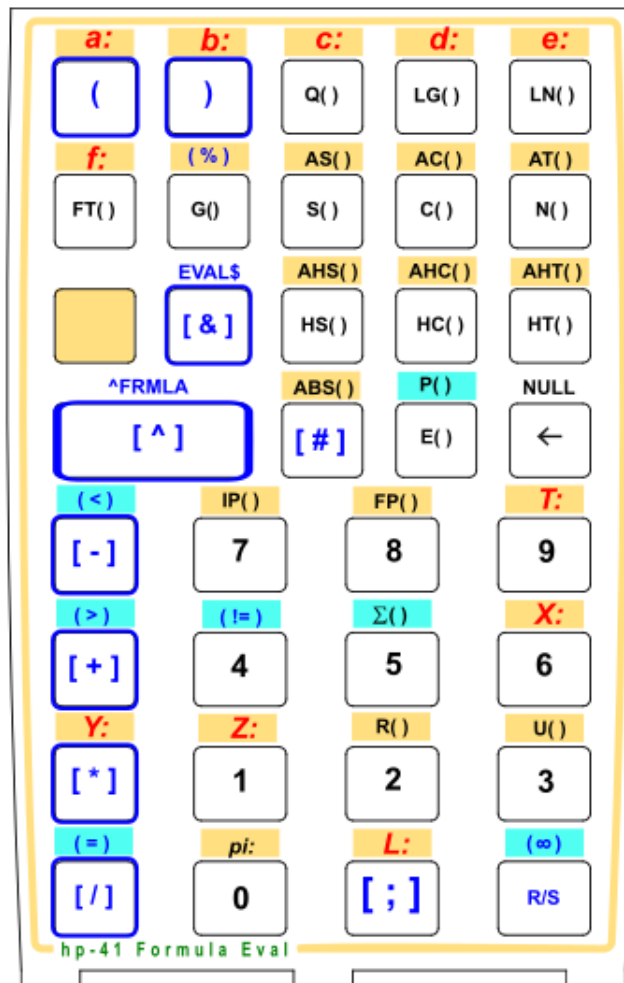 a: b: c: d: e:
( ) Q( ) LG( ) LN( )
f: ( % ) AS( ) AC( ) AT( )
FT( ) G() S( ) C( ) N( )
EVAL$ AHS( ) AHC( ) AHT( )
[ & ] HS( ) HC( ) HT( )
^FRMLA ABS( ) P( ) NULL
[ ^ ] [ # ] E( ) ←
( < ) IP( ) FP( ) T:
[ - ] 7 8 9
( > ) ( != ) Σ( ) X:
[ + ] 4 5 6
Y: Z: R( ) U( )
[ * ] 1 2 3
( = ) pi: L: ( ∞ )
[ / ] 0 [ ; ] R/S
hp-41 Formula Eval